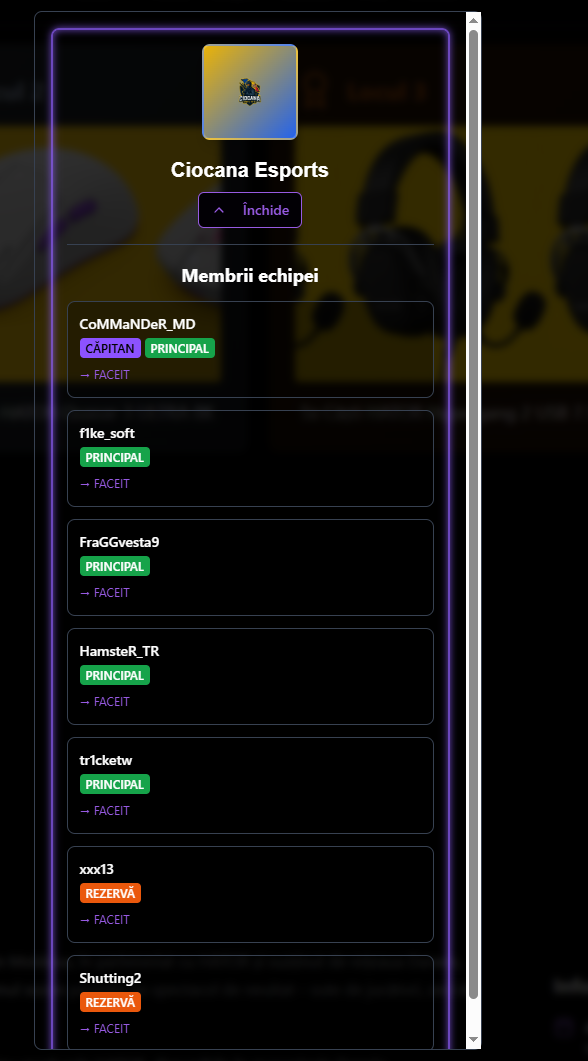 CIOCANA
Ciocana Esports
Închide
Membrii echipei
CoMMaNDeR_MD
CĂPITAN PRINCIPAL
→ FACEIT
f1ke_soft
PRINCIPAL
→ FACEIT
FraGGvesta9
PRINCIPAL
→ FACEIT
HamsteR_TR
PRINCIPAL
→ FACEIT
tr1cketw
PRINCIPAL
→ FACEIT
xxx13
REZERVĂ
→ FACEIT
Shutting2
REZERVĂ
→ FACEIT